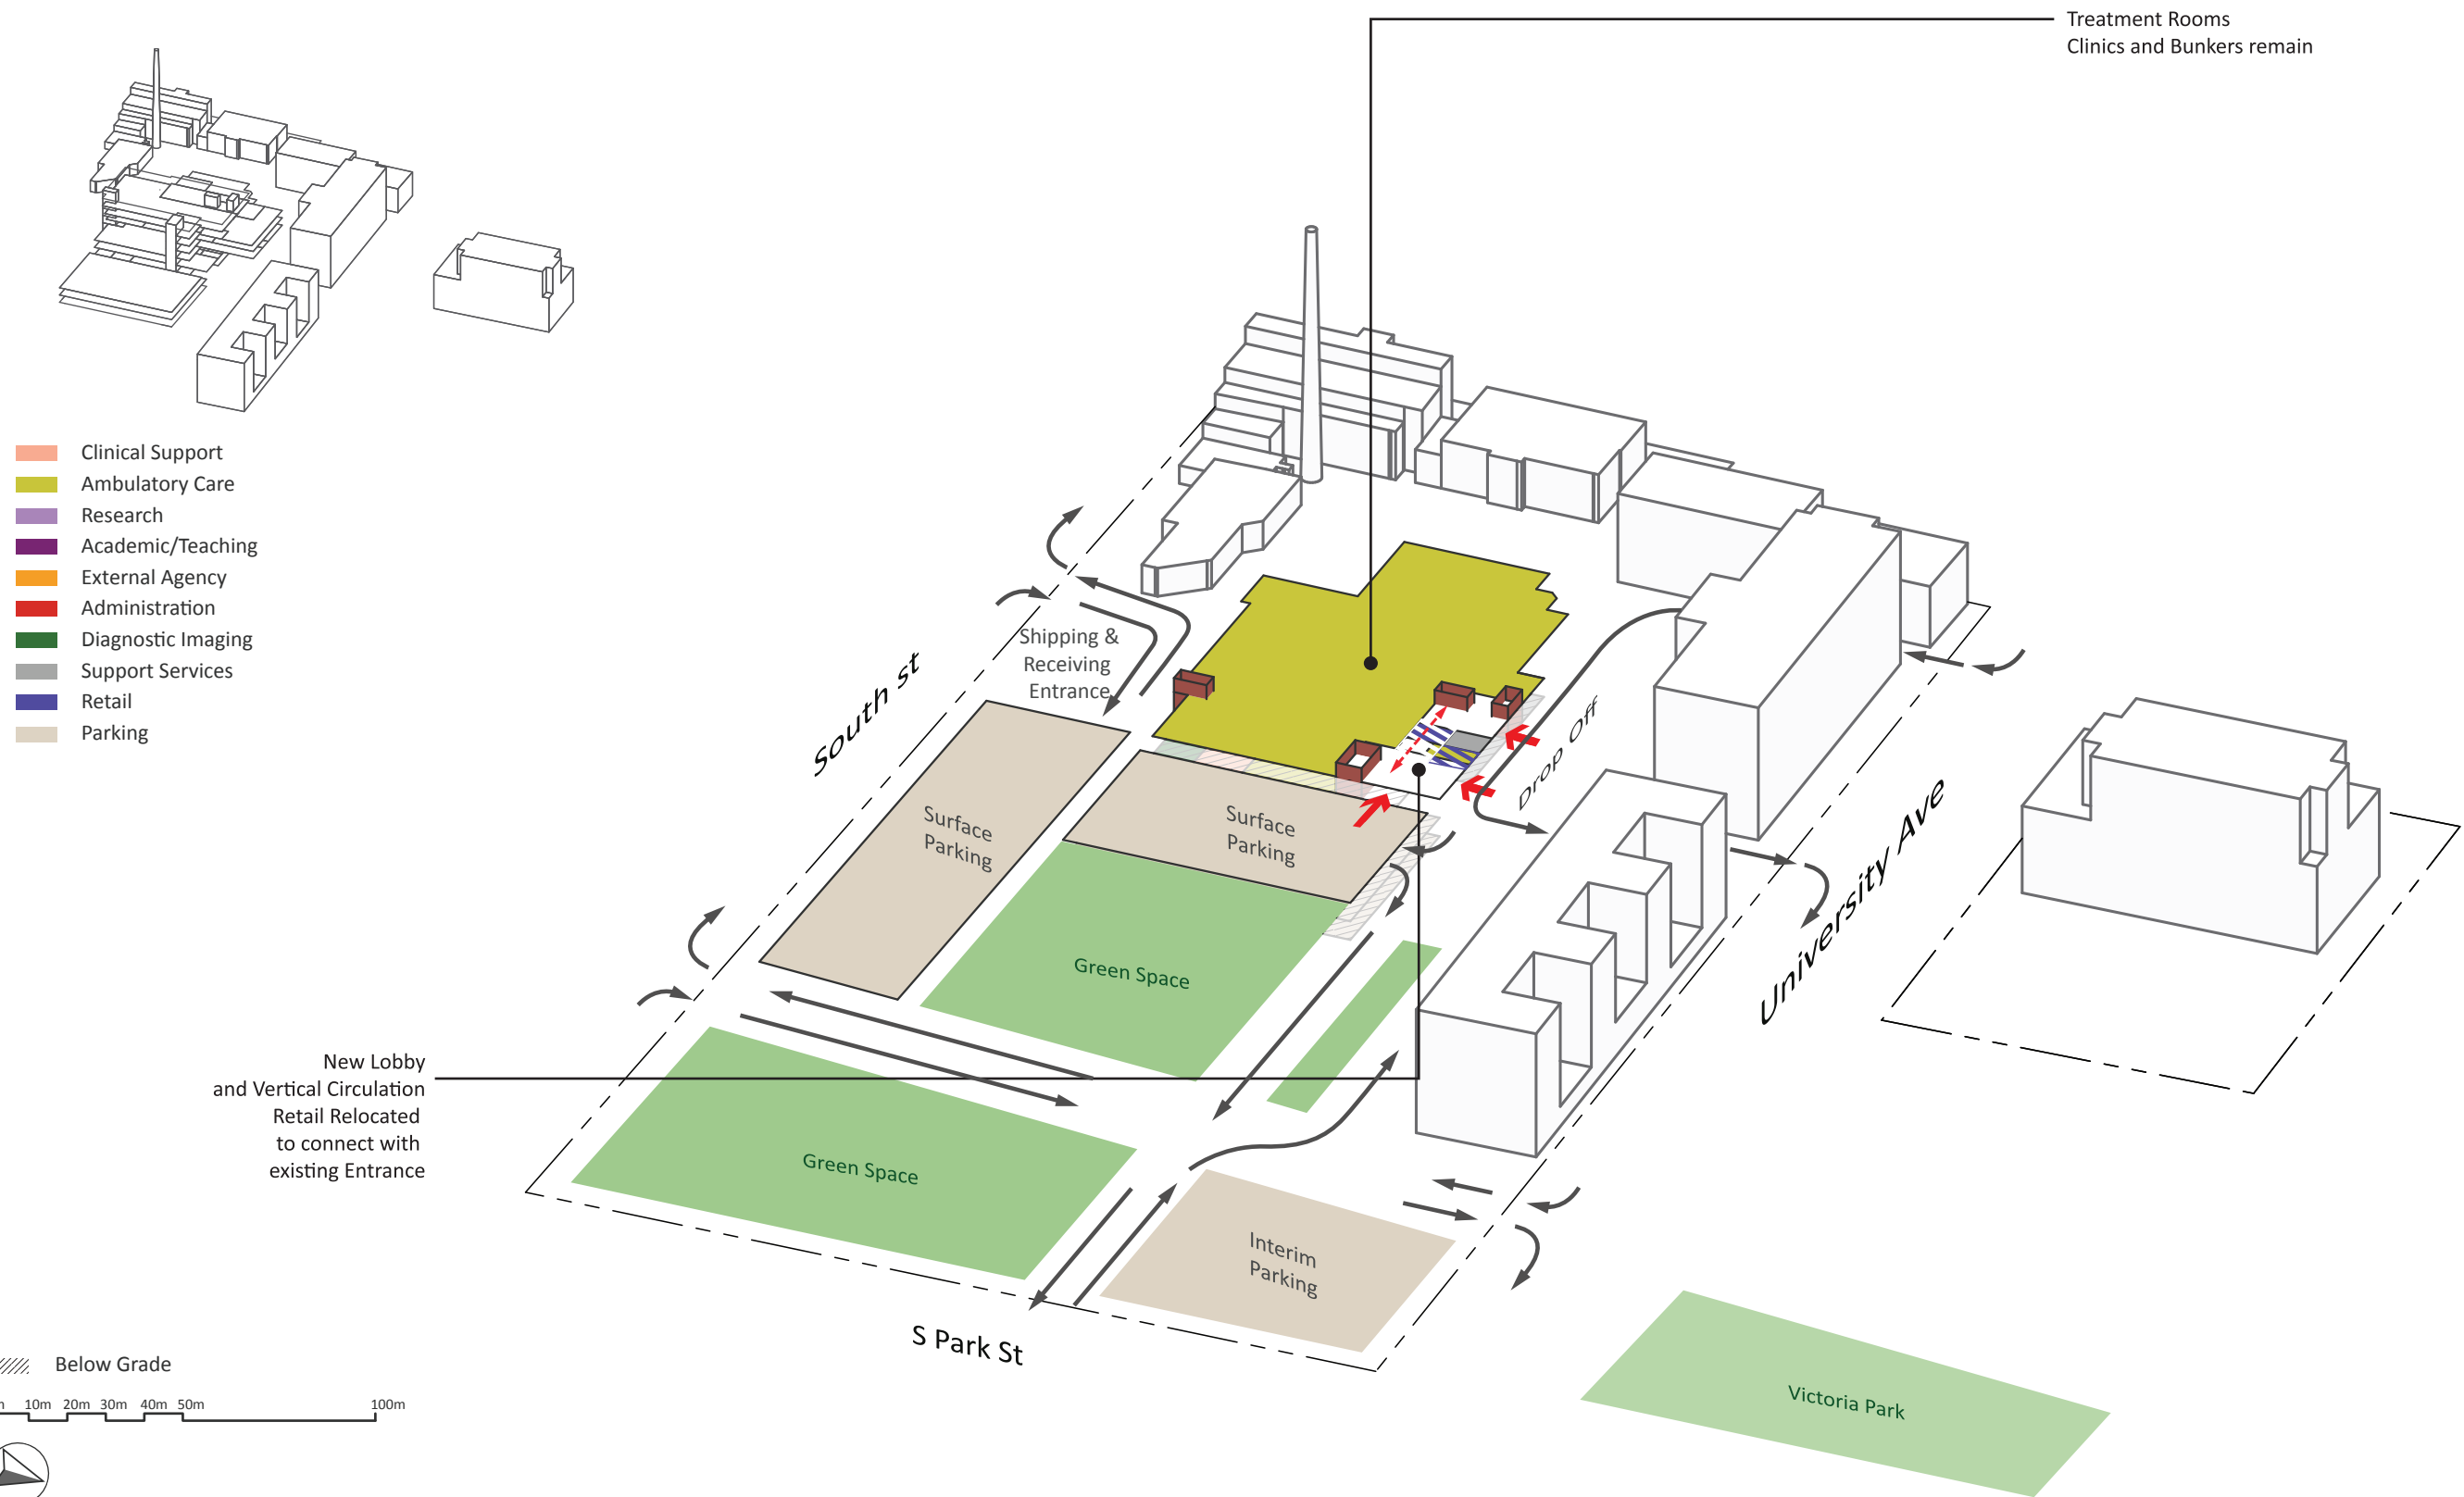 Treatment Rooms
Clinics and Bunkers remain
Clinical Support
Ambulatory Care
Research
Academic/Teaching
External Agency
Administration
Diagnostic Imaging
Support Services
Retail
Parking
Shipping &
Receiving
Entrance
South st
Drop Off
Surface
Parking
Surface
Parking
University Ave
Green Space
New Lobby
and Vertical Circulation
Retail Relocated
to connect with
existing Entrance
Green Space
Interim
Parking
S Park St
Victoria Park
Below Grade
10m 20m 30m 40m 50m 100m